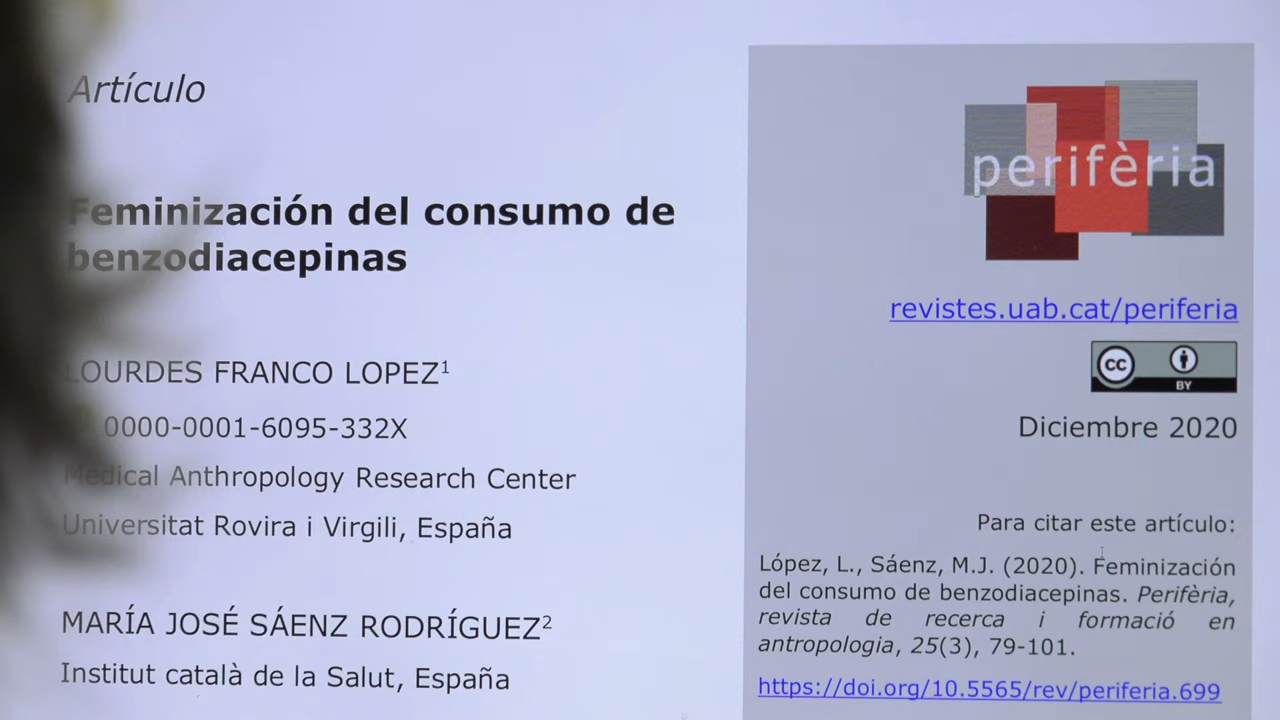 Artículo
Feminización del consumo de
benzodiacepinas
LOURDES FRANCO LOPEZ¹
0000-0001-6095-332X
Medical Anthropology Research Center
Universitat Rovira i Virgili, España
MARÍA JOSÉ SÁENZ RODRÍGUEZ²
Institut català de la Salut, España
perifèria
revistes.uab.cat/periferia
cc BY
Diciembre 2020
Para citar este artículo:
López, L., Sáenz, M.J. (2020). Feminización
del consumo de benzodiacepinas. Perifèria,
revista de recerca i formació en
antropologia, 25(3), 79-101.
https://doi.org/10.5565/rev/periferia.699